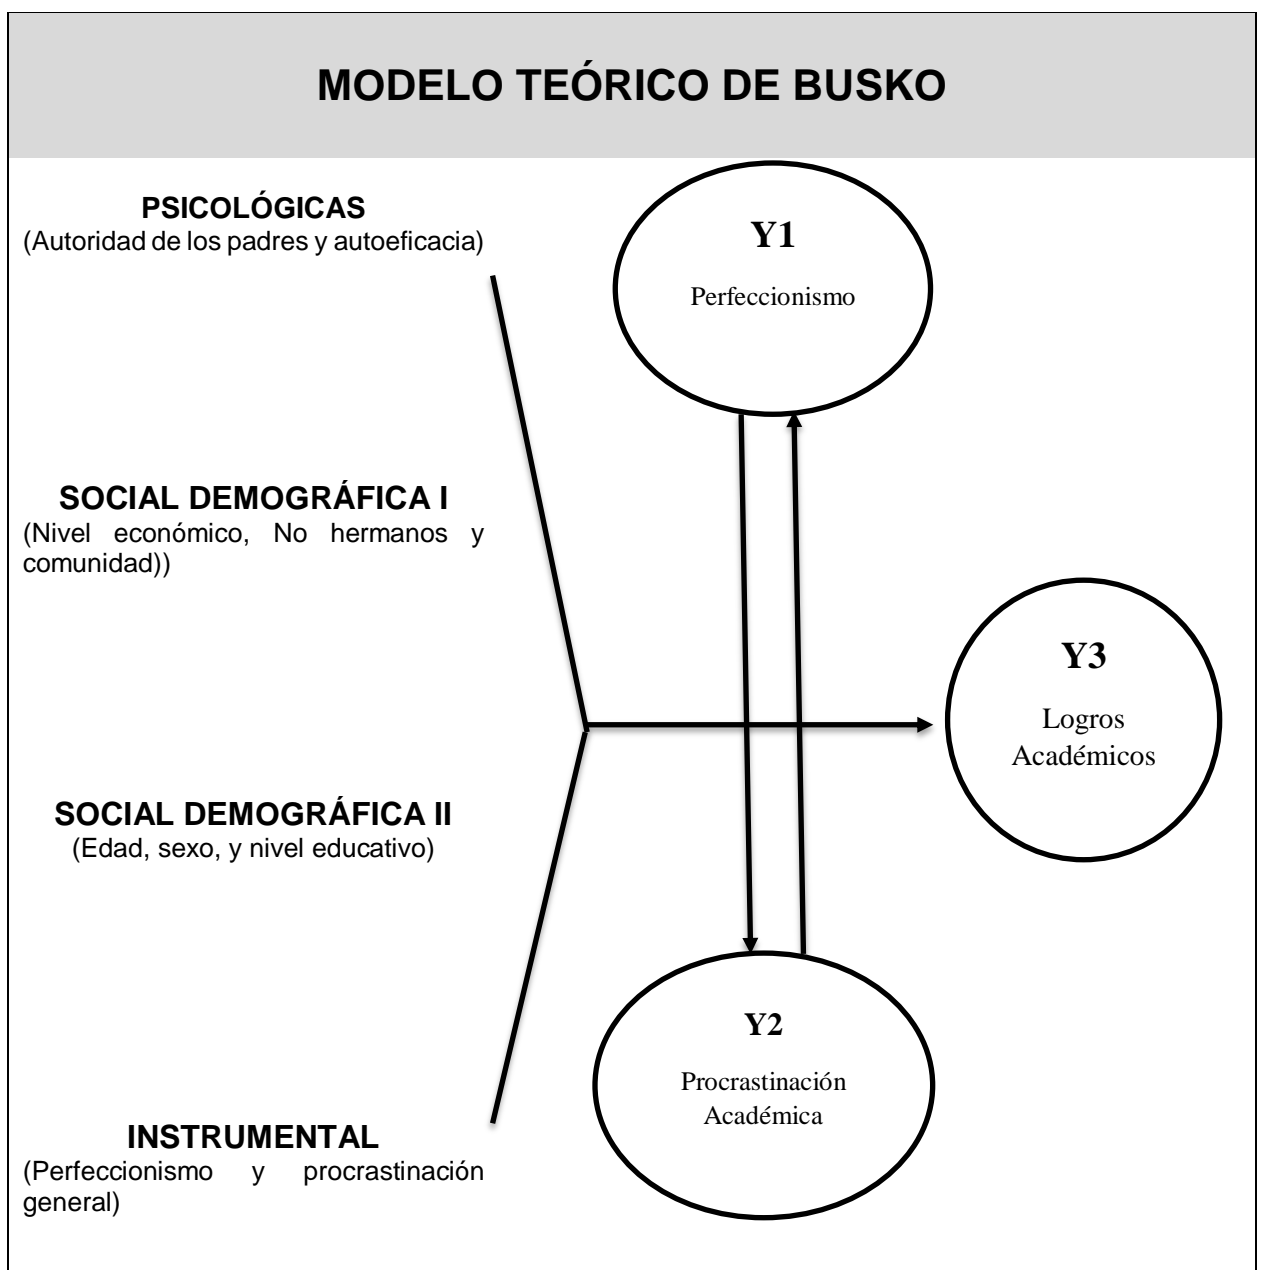 MODELO TEÓRICO DE BUSKO
PSICOLÓGICAS
(Autoridad de los padres y autoeficacia)
SOCIAL DEMOGRÁFICA I
(Nivel económico, No hermanos y
comunidad))
SOCIAL DEMOGRÁFICA II
(Edad, sexo, y nivel educativo)
INSTRUMENTAL
(Perfeccionismo y procrastinación
general)
Y1
Perfeccionismo
Y3
Logros
Académicos
Y2
Procrastinación
Académica